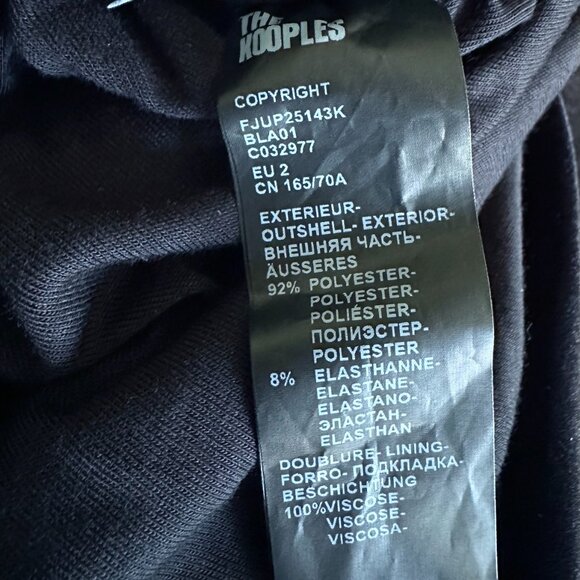 THE
KOOPLES
COPYRIGHT
FJUP25143K
BLA01
C032977
EU 2
CN 165/70A
EXTERIEUR-
OUTSHELL- EXTERIOR-
ВНЕШНЯЯ ЧАСТЬ-
ÄUSSERES
92% POLYESTER-
POLYESTER-
POLIÉSTER-
ПОЛИЭСТЕР-
POLYESTER
8% ELASTHANNE-
ELASTANE-
ELASTANO-
ЭЛАСТАН-
ELASTHAN
DOUBLURE- LINING-
FORRO- ПОДКЛАДКА-
BESCHICHTUNG
100%VISCOSE-
VISCOSE-
VISCOSA-